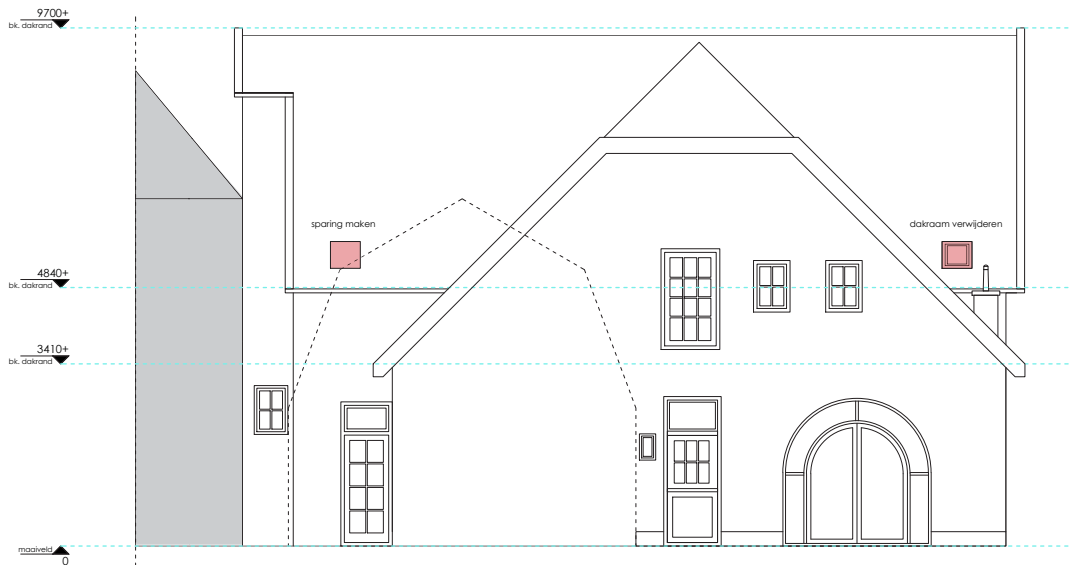 9700+
bk. dakrand
sparing maken
dakraam verwijderen
4840+
bk. dakrand
3410+
bk. dakrand
maaiveld
0